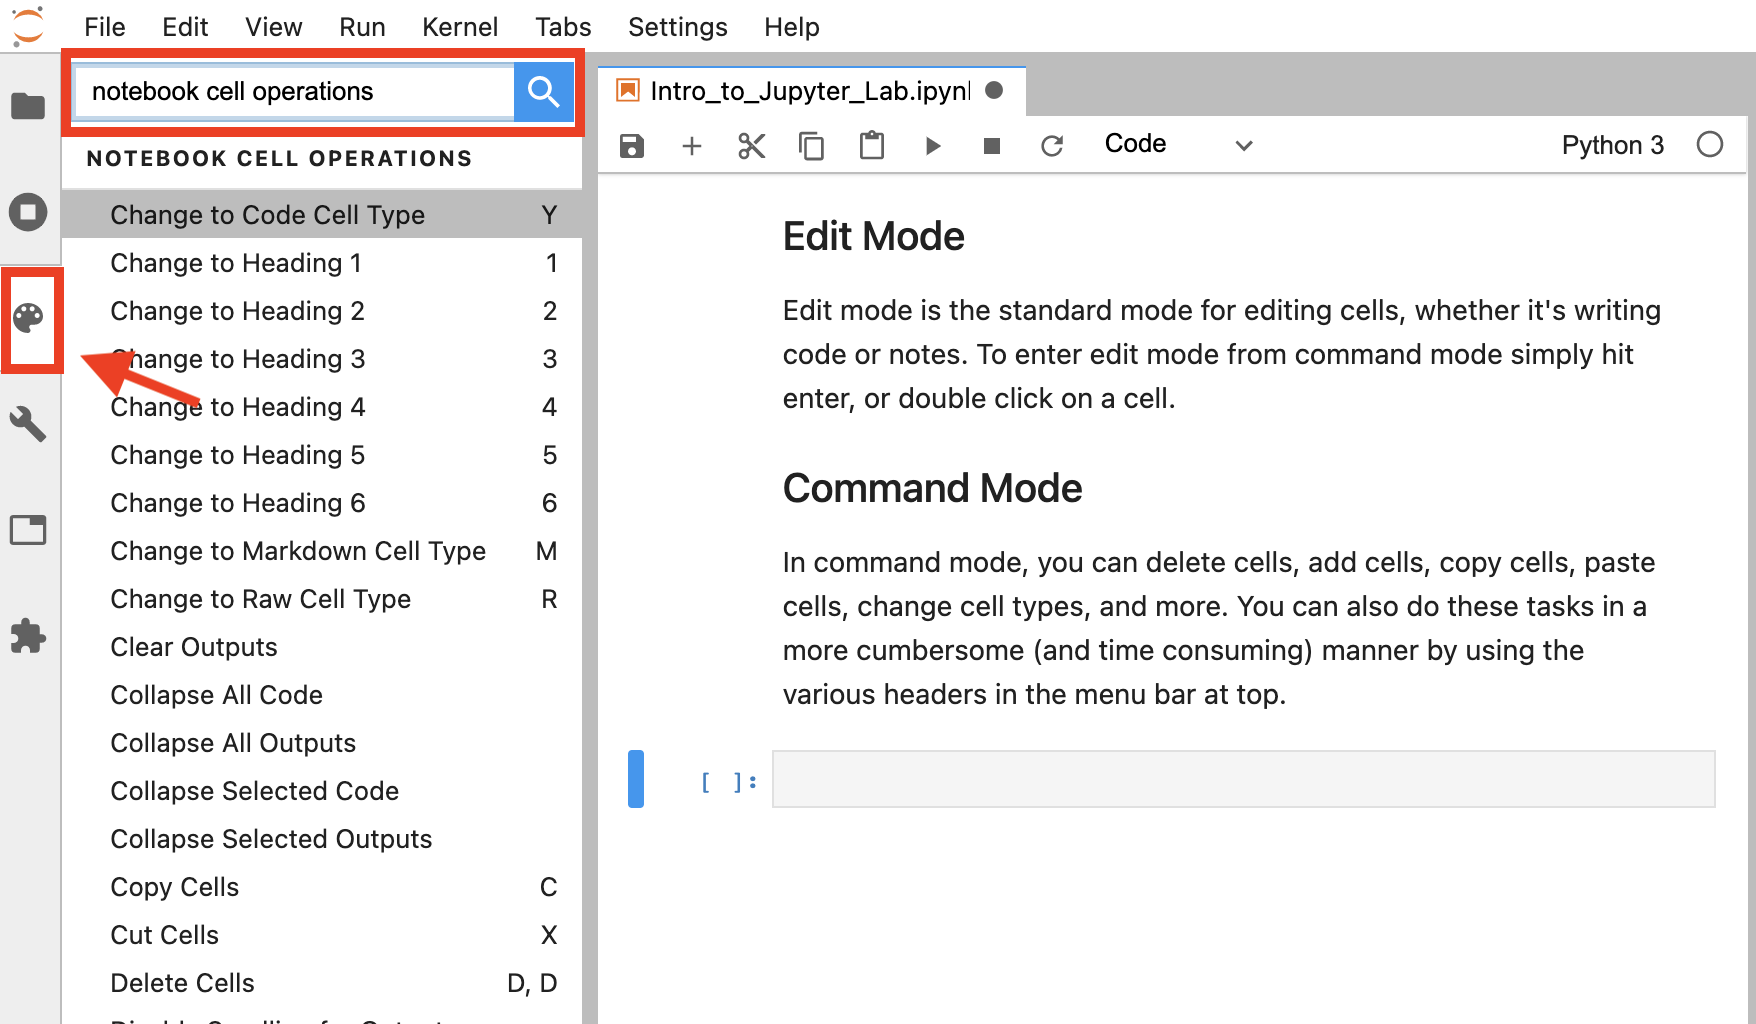 File Edit View Run Kernel Tabs Settings Help
notebook cell operations
NOTEBOOK CELL OPERATIONS
Change to Code Cell Type Y
Change to Heading 1 1
Change to Heading 2 2
Change to Heading 3 3
Change to Heading 4 4
Change to Heading 5 5
Change to Heading 6 6
Change to Markdown Cell Type M
Change to Raw Cell Type R
Clear Outputs
Collapse All Code
Collapse All Outputs
Collapse Selected Code
Collapse Selected Outputs
Copy Cells C
Cut Cells X
Delete Cells D, D
Intro_to_Jupyter_Lab.ipyn
Code Python 3
Edit Mode
Edit mode is the standard mode for editing cells, whether it's writing
code or notes. To enter edit mode from command mode simply hit
enter, or double click on a cell.
Command Mode
In command mode, you can delete cells, add cells, copy cells, paste
cells, change cell types, and more. You can also do these tasks in a
more cumbersome (and time consuming) manner by using the
various headers in the menu bar at top.
[ ]: